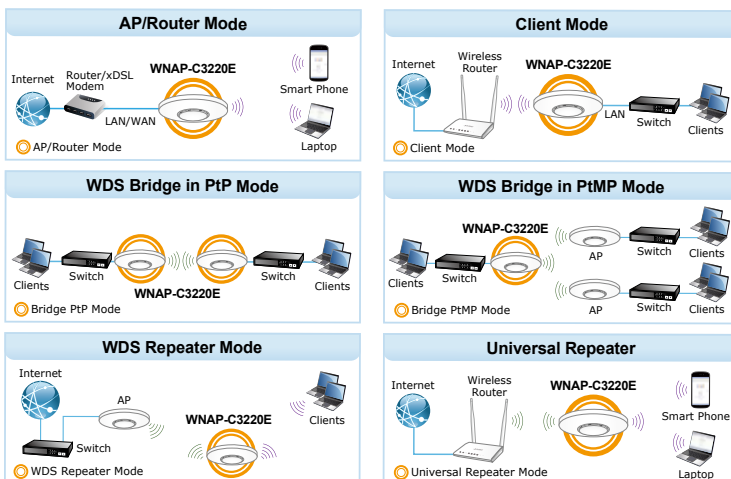 AP/Router Mode
Internet
Router/xDSL
Modem
WNAP-C3220E
Smart Phone
LAN/WAN
Laptop
AP/Router Mode
Client Mode
Internet
Wireless
Router
WNAP-C3220E
LAN
Switch
Clients
Client Mode
WDS Bridge in PtP Mode
Clients
Switch
WNAP-C3220E
Switch
Clients
Bridge PtP Mode
WDS Bridge in PtMP Mode
WNAP-C3220E
AP
Switch
Clients
Clients
Switch
AP
Switch
Clients
Bridge PtMP Mode
WDS Repeater Mode
Internet
AP
WNAP-C3220E
Clients
Switch
WDS Repeater Mode
Universal Repeater
Internet
Wireless
Router
WNAP-C3220E
Smart Phone
Laptop
Universal Repeater Mode